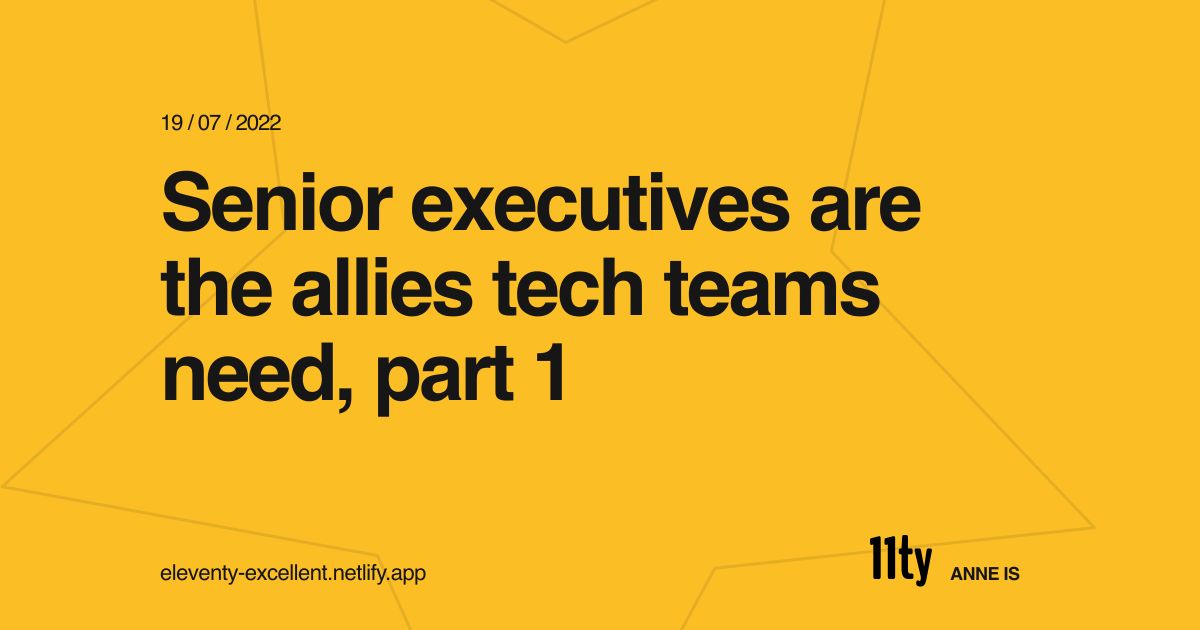 19 / 07 / 2022
Senior executives are
the allies tech teams
need, part 1
eleventy-excellent.netlify.app
11ty
ANNE IS